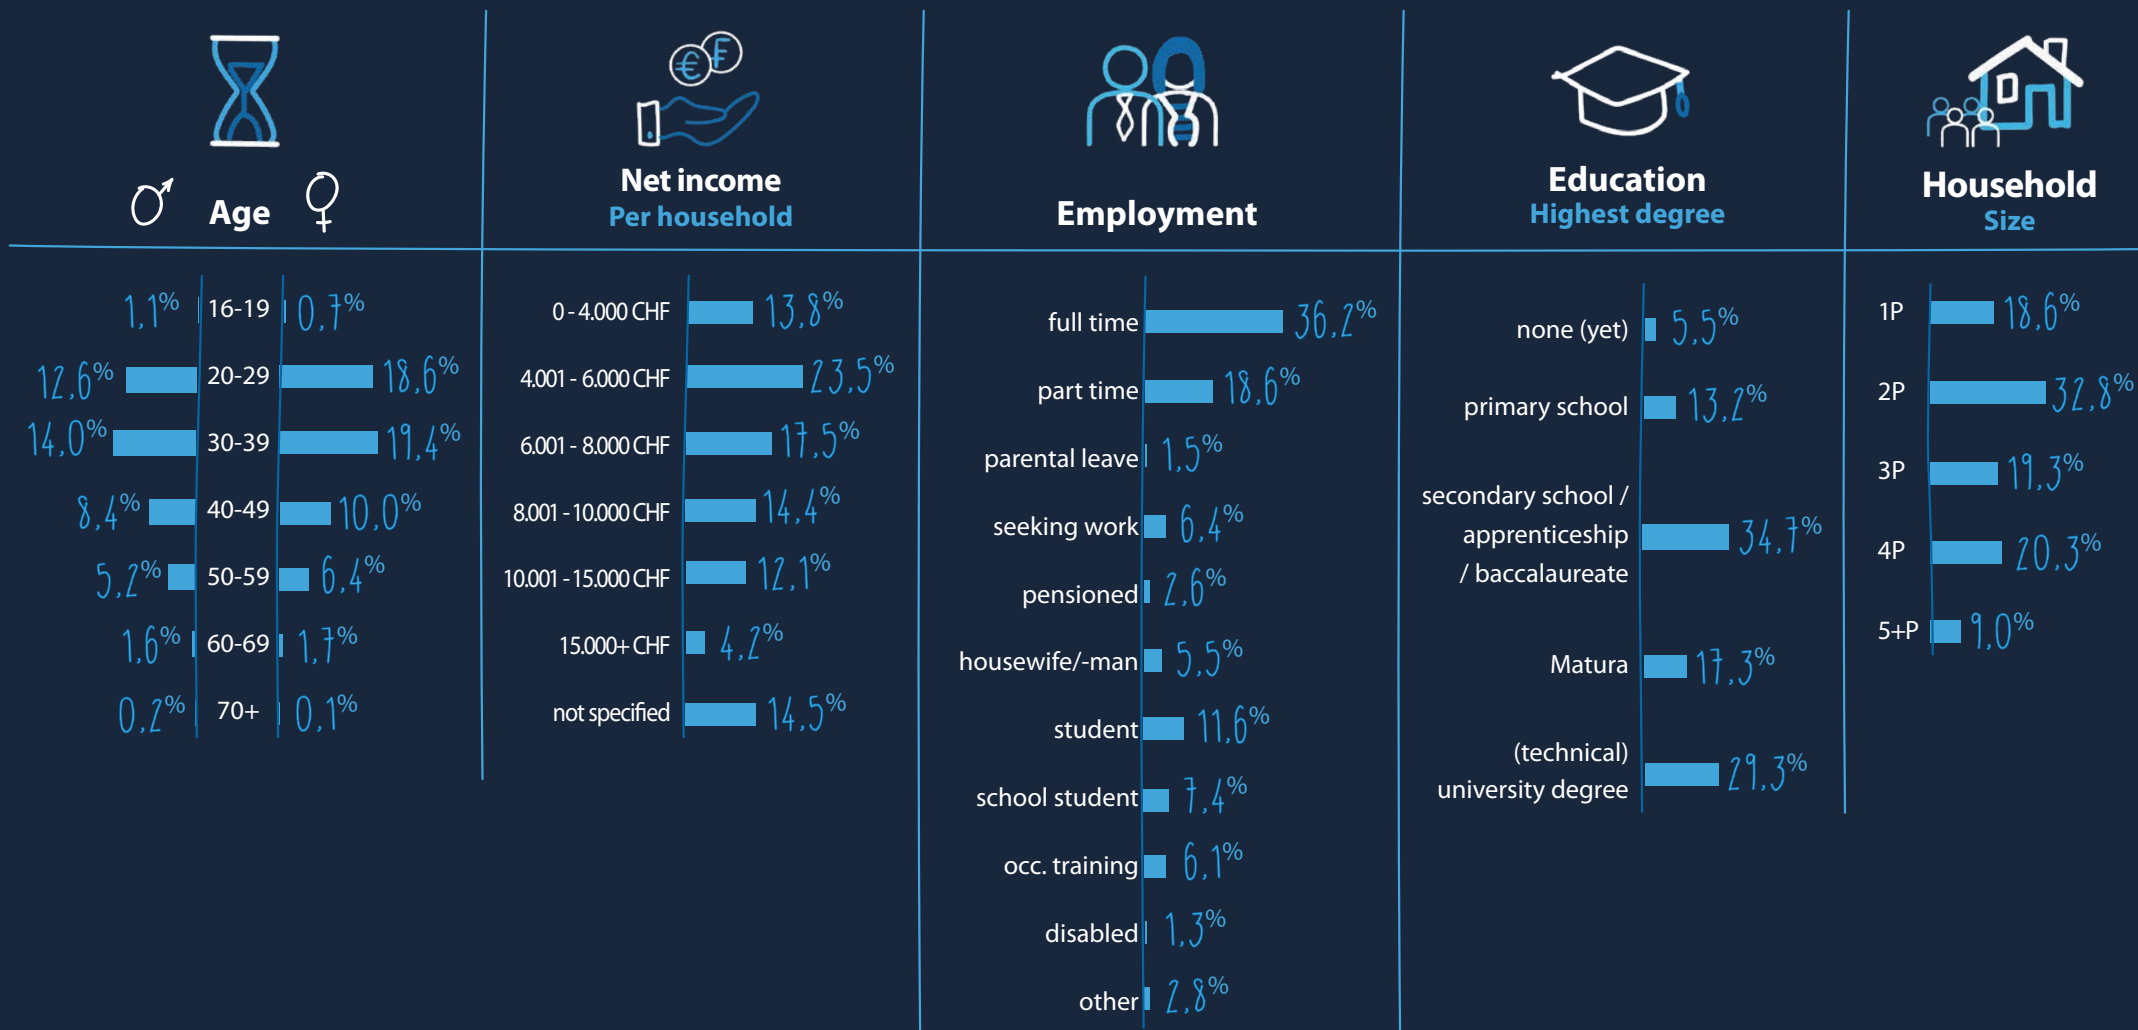 Age
1,1% 16-19 0,7%
12,6% 20-29 18,6%
14,0% 30-39 19,4%
8,4% 40-49 10,0%
5,2% 50-59 6,4%
1,6% 60-69 1,7%
0,2% 70+ 0,1%
€ F
Net income
Per household
0 - 4.000 CHF 13,8%
4.001 - 6.000 CHF 23,5%
6.001 - 8.000 CHF 17,5%
8.001 - 10.000 CHF 14,4%
10.001 - 15.000 CHF 12,1%
15.000+ CHF 4,2%
not specified 14,5%
Employment
full time 36,2%
part time 18,6%
parental leave 1,5%
seeking work 6,4%
pensioned 2,6%
housewife/-man 5,5%
student 11,6%
school student 7,4%
occ. training 6,1%
disabled 1,3%
other 2,8%
Education
Highest degree
none (yet) 5,5%
primary school 13,2%
secondary school /
apprenticeship 34,7%
/ baccalaureate
Matura 17,3%
(technical)
university degree 29,3%
Household
Size
1P 18,6%
2P 32,8%
3P 19,3%
4P 20,3%
5+P 9,0%